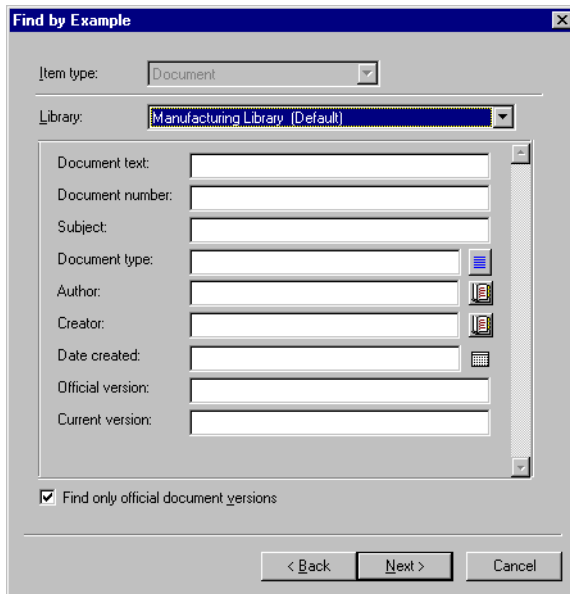 Find by Example
Item type: Document
Library: Manufacturing Library (Default)
Document text:
Document number:
Subject:
Document type:
Author:
Creator:
Date created:
Official version:
Current version:
Find only official document versions
< Back Next > Cancel